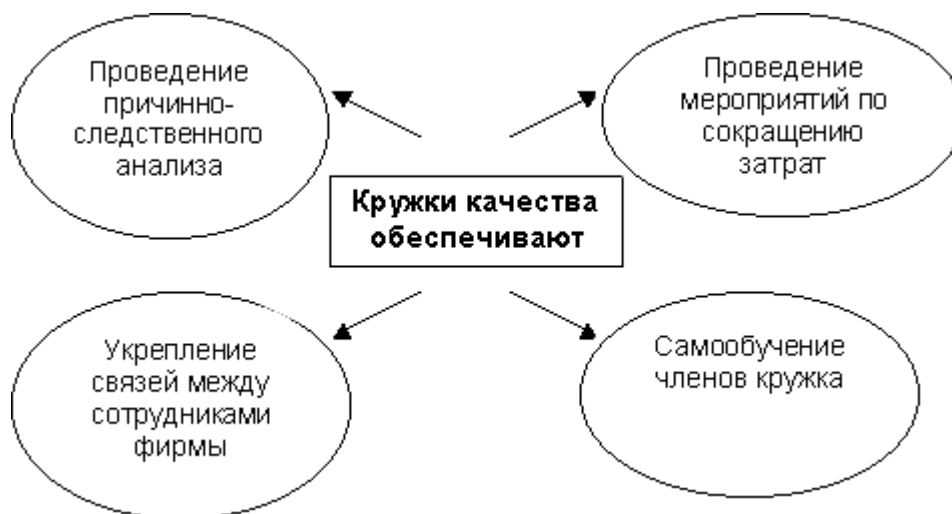 Проведение
причинно-
следственного
анализа
Проведение
мероприятий по
сокращению
затрат
Кружки качества
обеспечивают
Укрепление
связей между
сотрудниками
фирмы
Самообучение
членов кружка